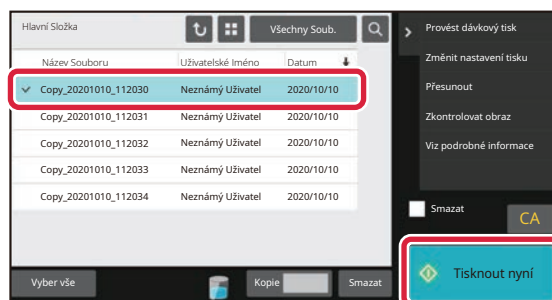 Hlavní Složka
Všechny Soub.
Název Souboru Uživatelské Iméno Datum
Copy_20201010_112030 Neznámý Uživatel 2020/10/10
Copy_20201010_112031 Neznámý Uživatel 2020/10/10
Copy_20201010_112032 Neznámý Uživatel 2020/10/10
Copy_20201010_112033 Neznámý Uživatel 2020/10/10
Copy_20201010_112034 Neznámý Uživatel 2020/10/10
Vyber vše
Kopie
Smazat
Provést dávkový tisk
Změnit nastavení tisku
Přesunout
Zkontrolovat obraz
Viz podrobné informace
Smazat
CA
Tisknout nyní